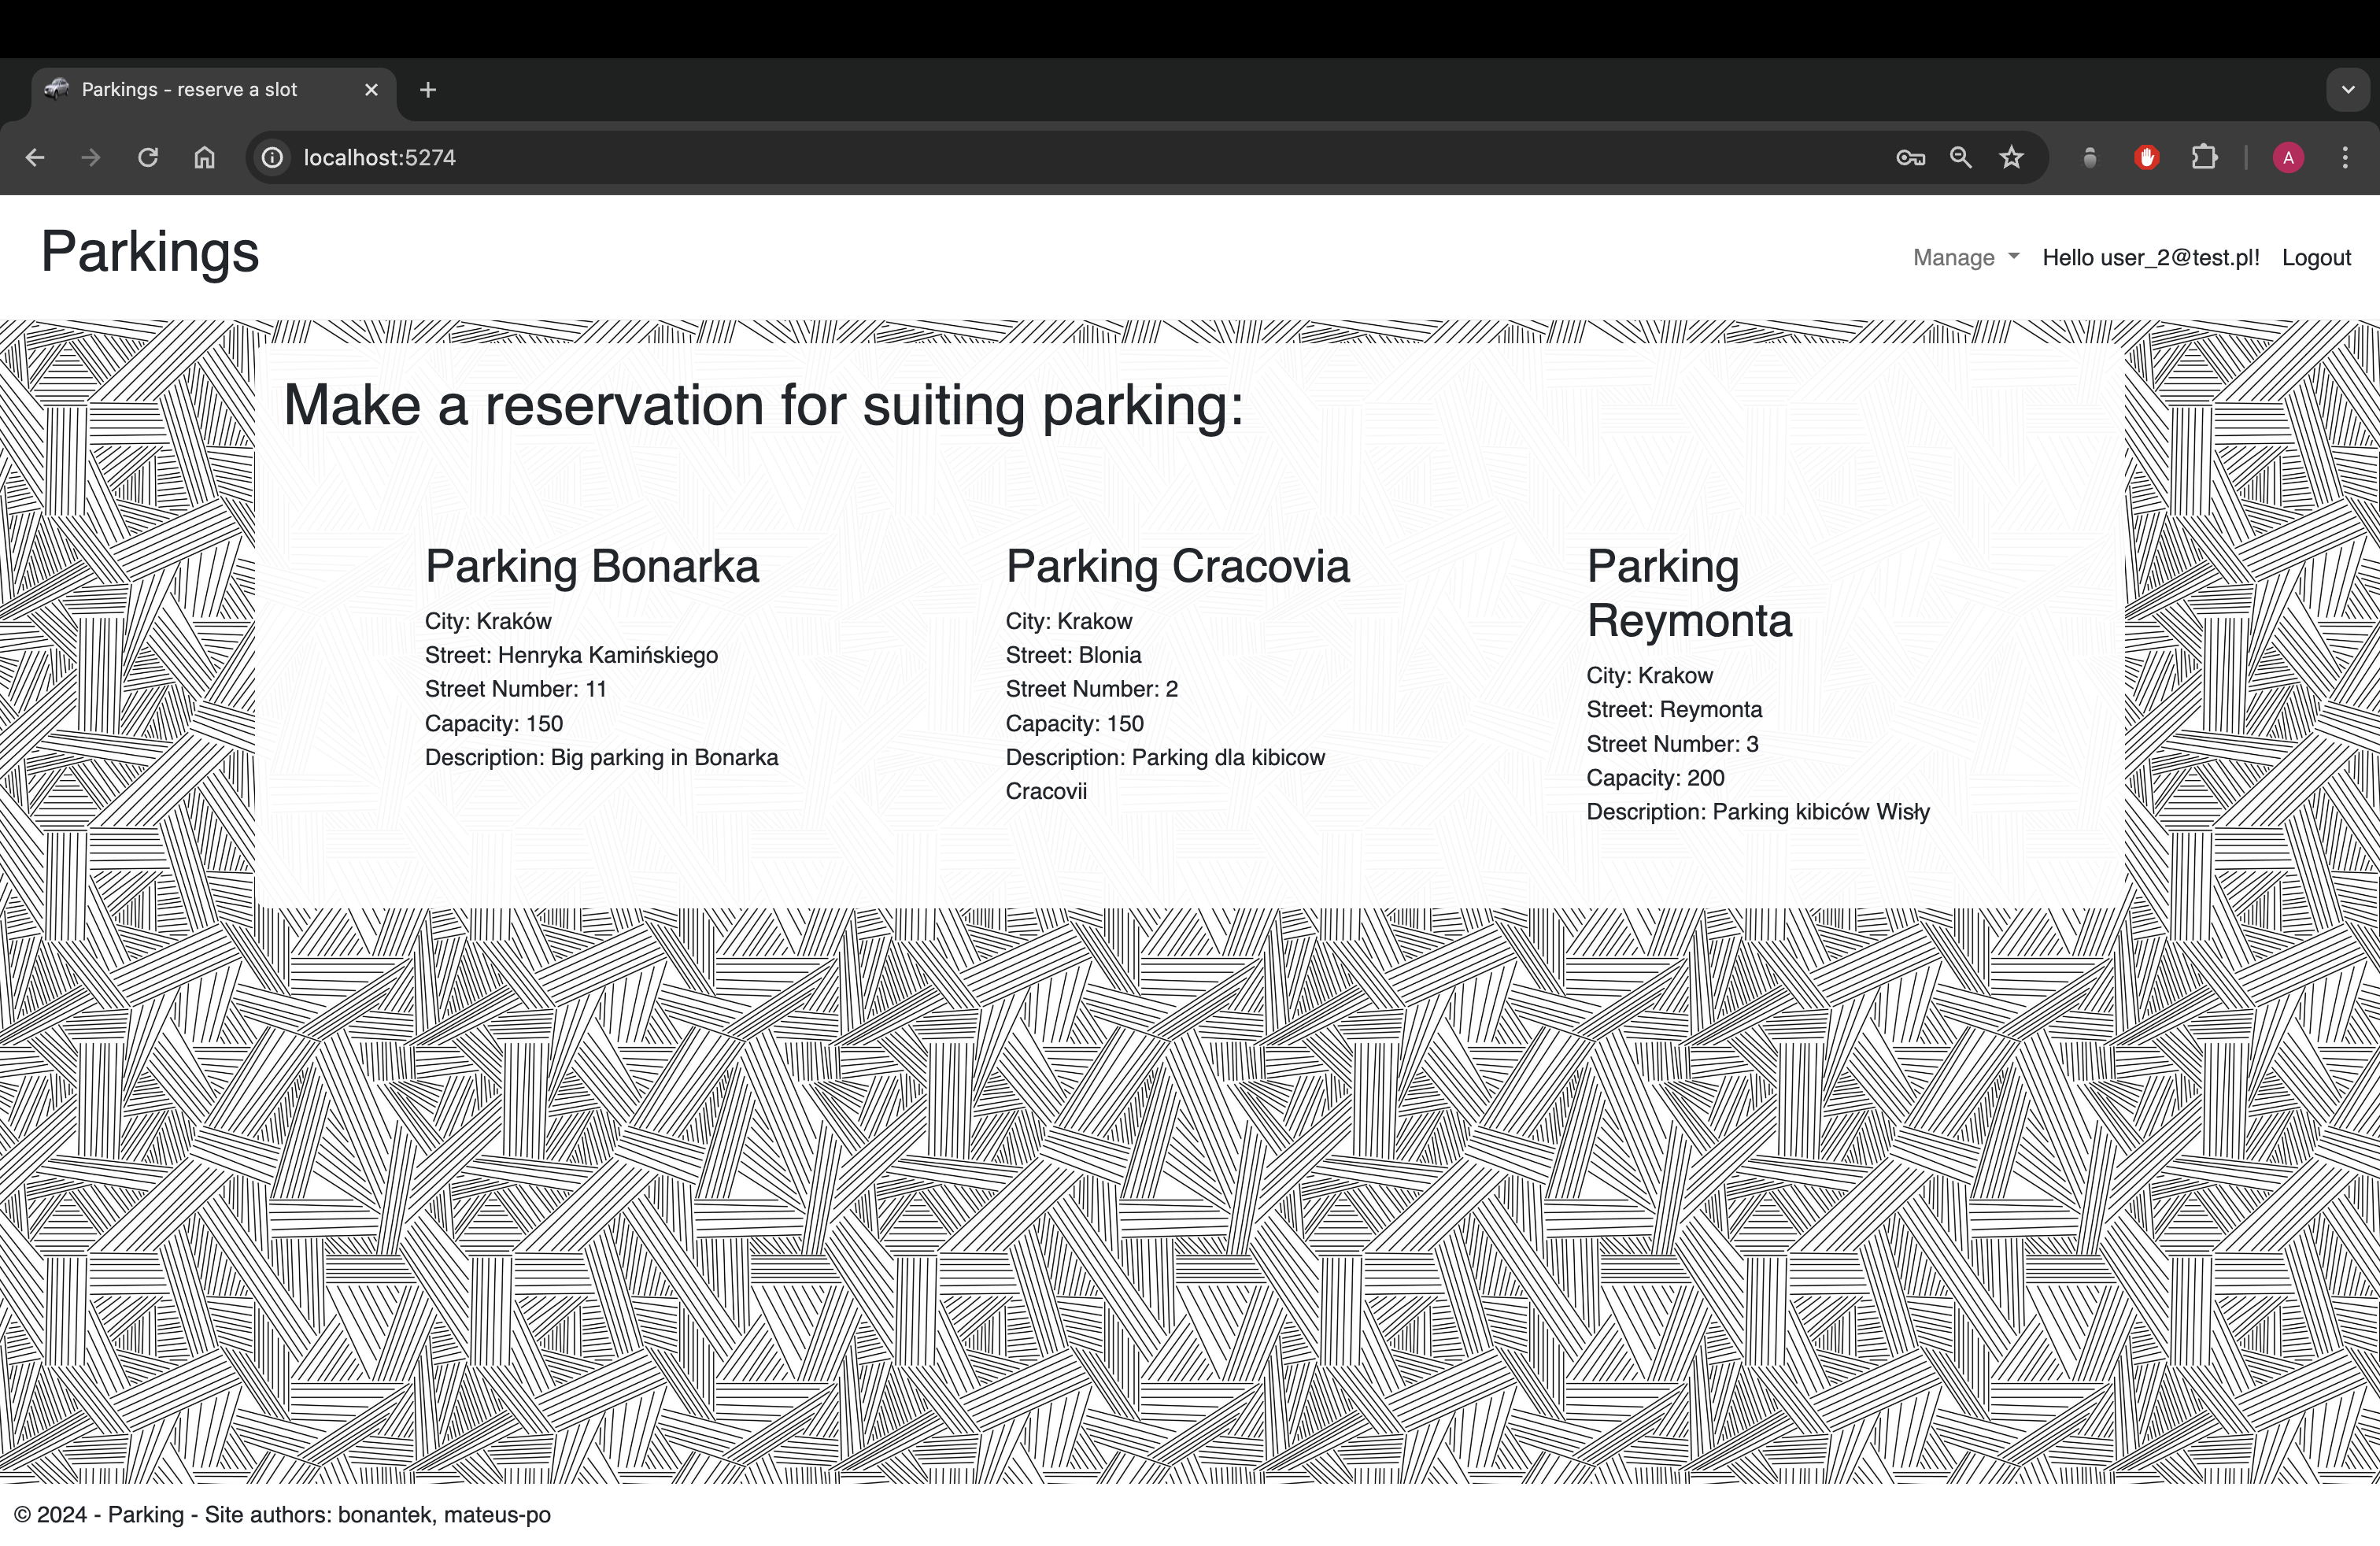 Parkings - reserve a slot
localhost:5274
A
Parkings
Manage Hello user_2@test.pl! Logout
Make a reservation for suiting parking:
Parking Bonarka
City: Kraków
Street: Henryka Kamińskiego
Street Number: 11
Capacity: 150
Description: Big parking in Bonarka
Parking Cracovia
City: Krakow
Street: Blonia
Street Number: 2
Capacity: 150
Description: Parking dla kibicow
Cracovii
Parking
Reymonta
City: Krakow
Street: Reymonta
Street Number: 3
Capacity: 200
Description: Parking kibiców Wisły
© 2024 - Parking - Site authors: bonantek, mateus-po